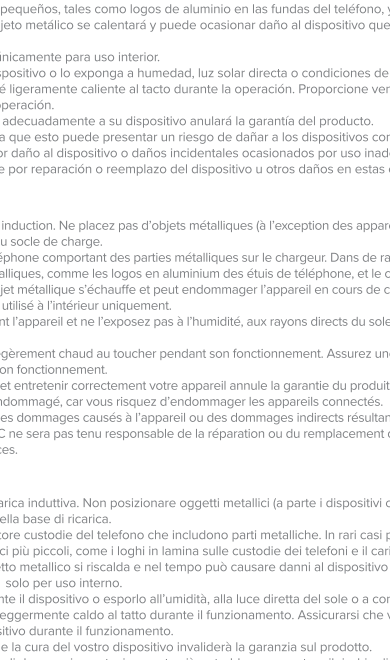 pequeños, tales como logos de aluminio en las fundas del teléfono, y
jeto metálico se calentará y puede ocasionar daño al dispositivo que
únicamente para uso interior.
spositivo o lo exponga a humedad, luz solar directa o condiciones de
é ligeramente caliente al tacto durante la operación. Proporcione ver
operación.
adecuadamente a su dispositivo anulará la garantía del producto.
a que esto puede presentar un riesgo de dañar a los dispositivos con
or daño al dispositivo o daños incidentales ocasionados por uso inad
e por reparación o reemplazo del dispositivo u otros daños en estas c
induction. Ne placez pas d'objets métalliques (à l'exception des appare
u socle de charge.
éphone comportant des parties métalliques sur le chargeur. Dans de ra
alliques, comme les logos en aluminium des étuis de téléphone, et le c
jet métallique s'échauffe et peut endommager l'appareil en cours de c
utilisé à l'intérieur uniquement.
nt l'appareil et ne l'exposez pas à l'humidité, aux rayons directs du sole
gèrement chaud au toucher pendant son fonctionnement. Assurez un
on fonctionnement.
et entretenir correctement votre appareil annule la garantie du produit
ndommagé, car vous risquez d'endommager les appareils connectés.
es dommages causés à l'appareil ou des dommages indirects résultan
C ne sera pas tenu responsable de la réparation ou du remplacement d
ces.
arica induttiva. Non posizionare oggetti metallici (a parte i dispositivi c
ella base di ricarica.
tore custodie del telefono che includono parti metalliche. In rari casi p
ci più piccoli, come i loghi in lamina sulle custodie dei telefoni e il cari
tto metallico si riscalda e nel tempo può causare danni al dispositivo
solo per uso interno.
nte il dispositivo o esporlo all'umidità, alla luce diretta del sole o a con
eggermente caldo al tatto durante il funzionamento. Assicurarsi che v
sitivo durante il funzionamento.
e la cura del vostro dispositivo invaliderà la garanzia sul prodotto.